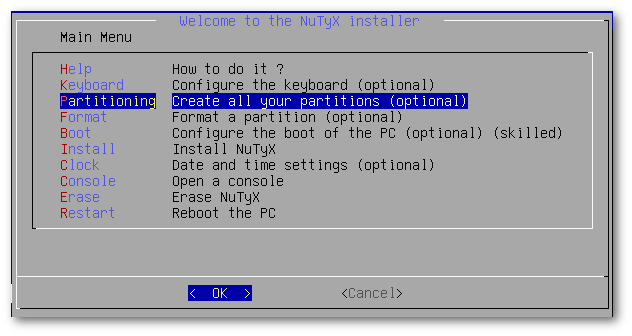 Welcome to the NuTyX installer
Main Menu
Help How to do it ?
Keyboard Configure the keyboard (optional)
Partitioning Create all your partitions (optional)
Format Format a partition (optional)
Boot Configure the boot of the PC (optional) (skilled)
Install Install NuTyX
Clock Date and time settings (optional)
Console Open a console
Erase Erase NuTyX
Restart Reboot the PC
< OK > <Cancel>